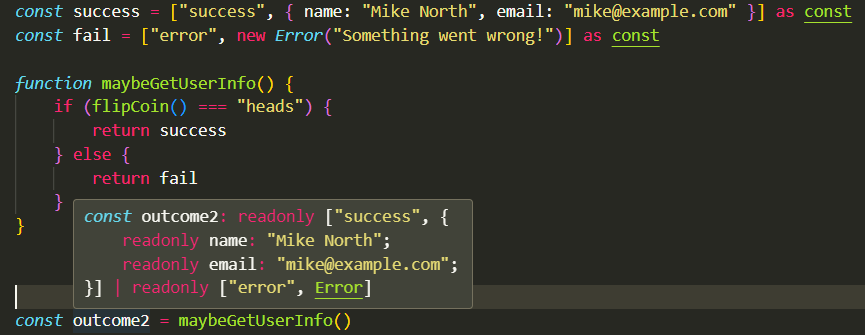 const success = ["success", { name: "Mike North", email: "mike@example.com" }] as const
const fail = ["error", new Error("Something went wrong!")] as const
function maybeGetUserInfo() {
if (flipCoin() === "heads") {
return success
} else {
return fail
}
const outcome2: readonly ["success", {
readonly name: "Mike North";
readonly email: "mike@example.com";
}] | readonly ["error", Error]
}
const outcome2 = maybeGetUserInfo()